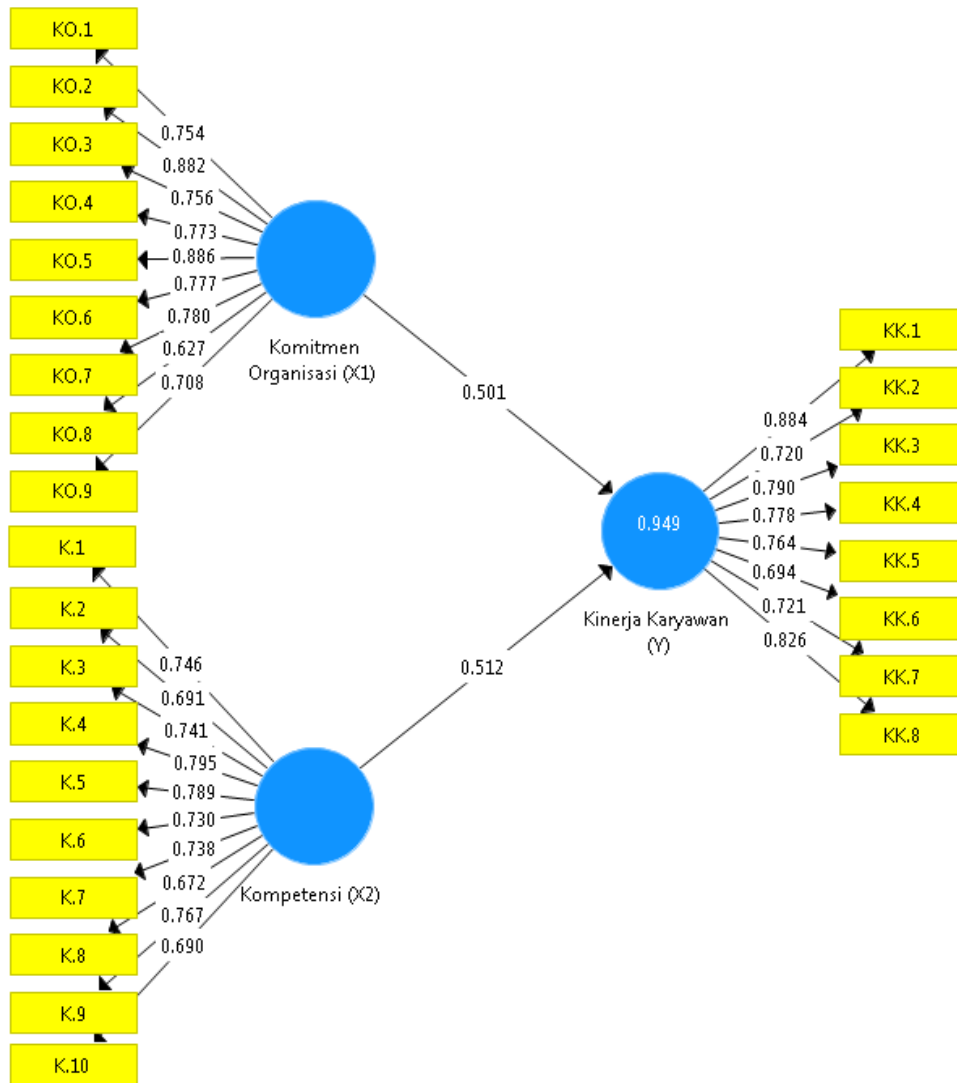 KO.1
KO.2
KO.3
KO.4
KO.5
KO.6
KO.7
KO.8
KO.9
0.754
0.882
0.756
0.773
0.886
0.777
0.780
0.627
0.708
Komitmen
Organisasi (X1)
0.501
K.1
K.2
K.3
K.4
K.5
K.6
K.7
K.8
K.9
K.10
0.746
0.691
0.741
0.795
0.789
0.730
0.738
0.672
0.767
0.690
Kompetensi (X2)
0.512
0.949
Kinerja Karyawan
(Y)
0.884
0.720
0.790
0.778
0.764
0.694
0.721
0.826
KK.1
KK.2
KK.3
KK.4
KK.5
KK.6
KK.7
KK.8